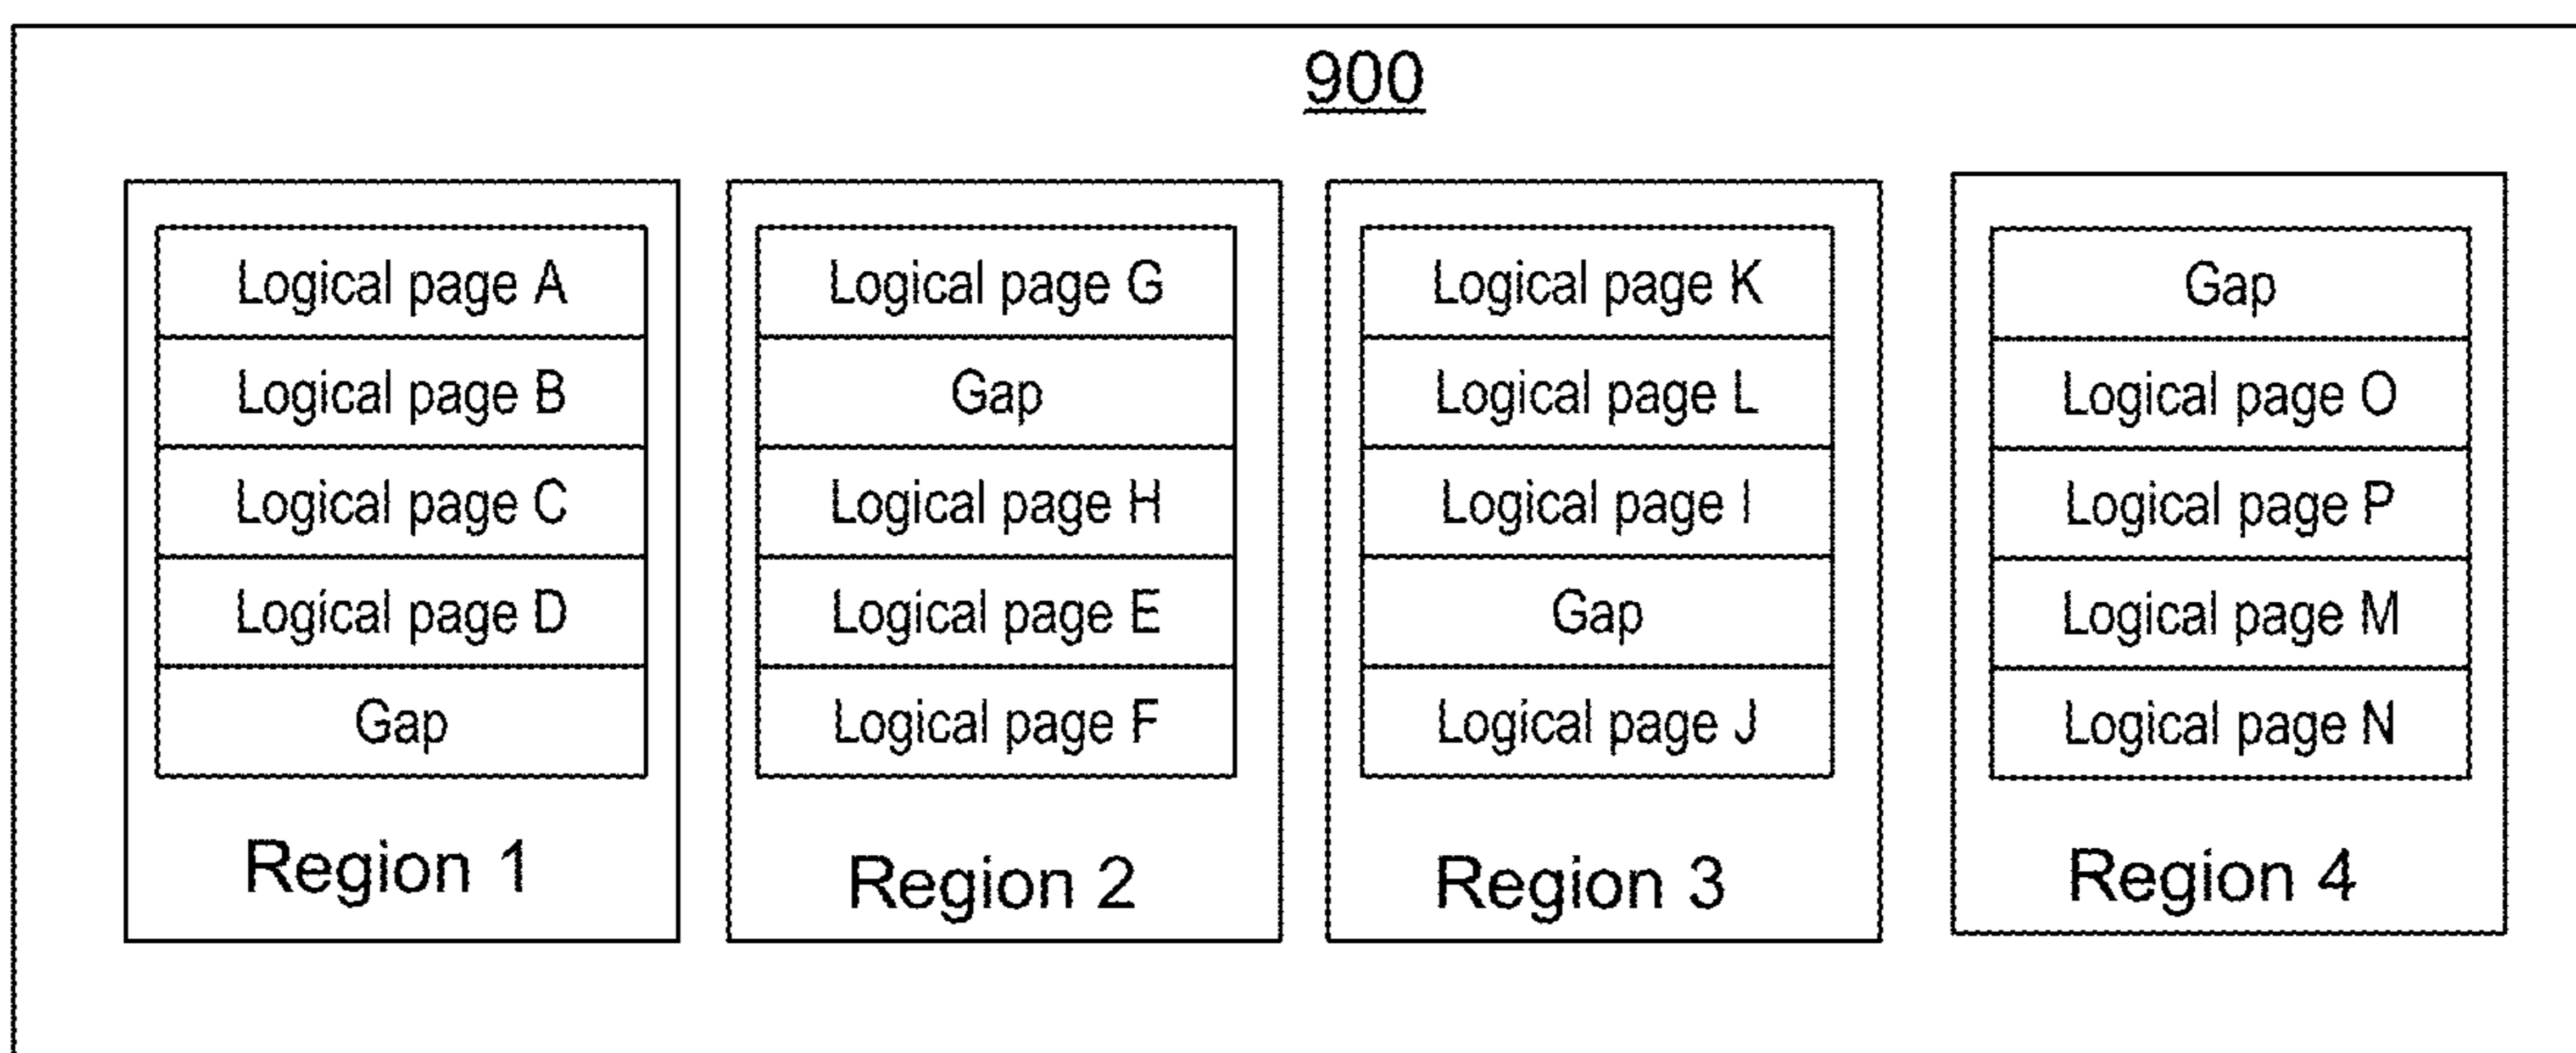 900
Logical page A
Logical page B
Logical page C
Logical page D
Gap
Region 1
Logical page G
Gap
Logical page H
Logical page E
Logical page F
Region 2
Logical page K
Logical page L
Logical page I
Gap
Logical page J
Region 3
Gap
Logical page O
Logical page P
Logical page M
Logical page N
Region 4